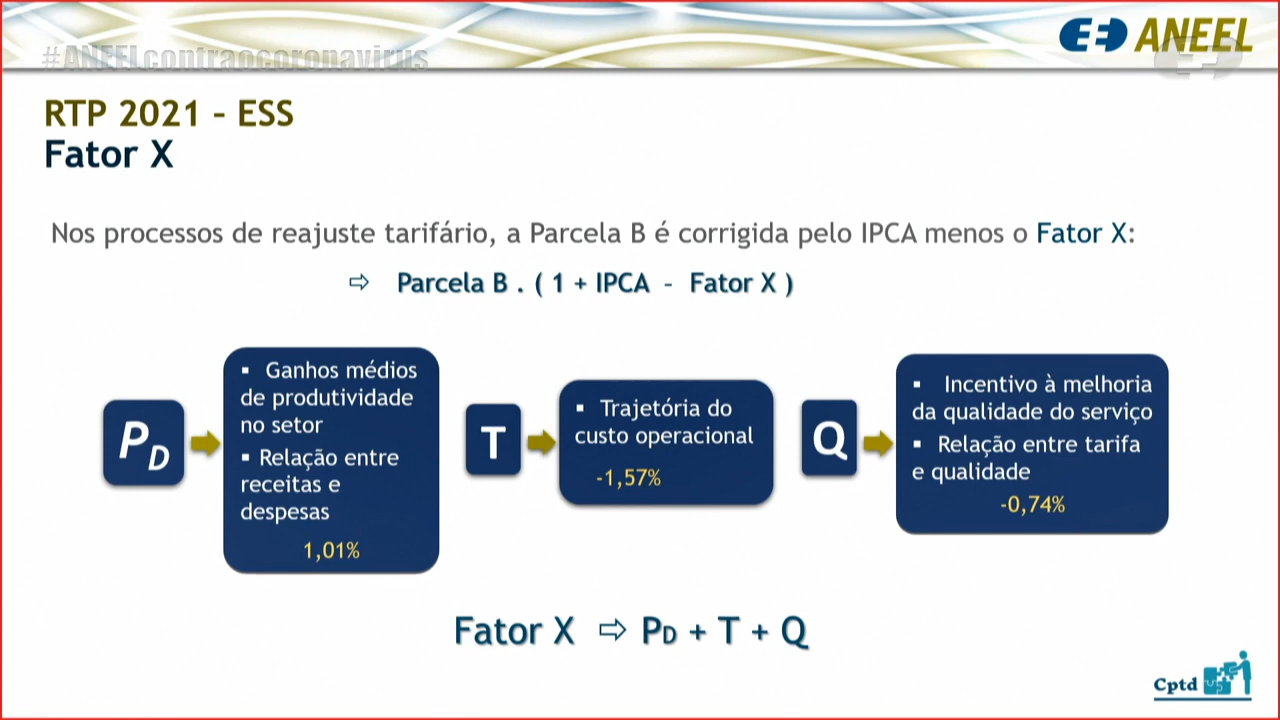 #ANEELcontraocoronavirus
ANEEL
RTP 2021 – ESS
Fator X
Nos processos de reajuste tarifário, a Parcela B é corrigida pelo IPCA menos o Fator X:
⇨ Parcela B . ( 1 + IPCA – Fator X )
PD
▪ Ganhos médios
de produtividade
no setor
▪ Relação entre
receitas e
despesas
1,01%
T
▪ Trajetória do
custo operacional
-1,57%
Q
▪ Incentivo à melhoria
da qualidade do serviço
▪ Relação entre tarifa
e qualidade
-0,74%
Fator X ⇨ PD + T + Q
Cptd